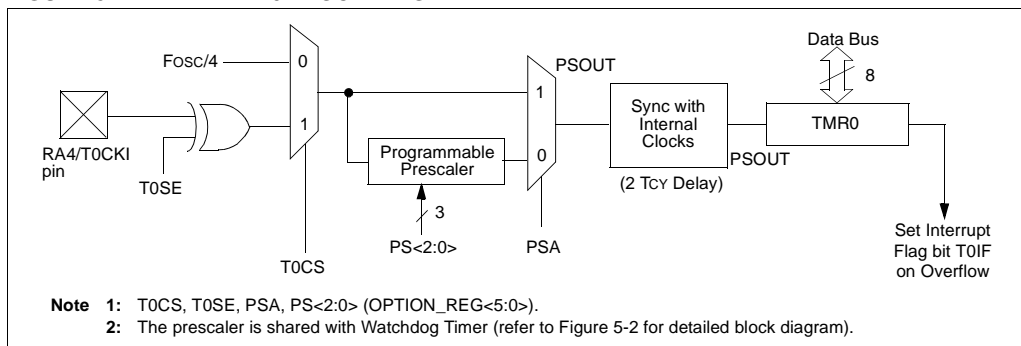 Data Bus
FOSC/4
0
PSOUT
8
1
Sync with
Internal
Clocks
1
TMR0
Programmable
Prescaler
0
RA4/T0CKI
pin
PSOUT
T0SE
(2 TCY Delay)
3
PS<2:0>
PSA
T0CS
Set Interrupt
Flag bit T0IF
on Overflow
Note 1: T0CS, T0SE, PSA, PS<2:0> (OPTION_REG<5:0>).
2: The prescaler is shared with Watchdog Timer (refer to Figure 5-2 for detailed block diagram).